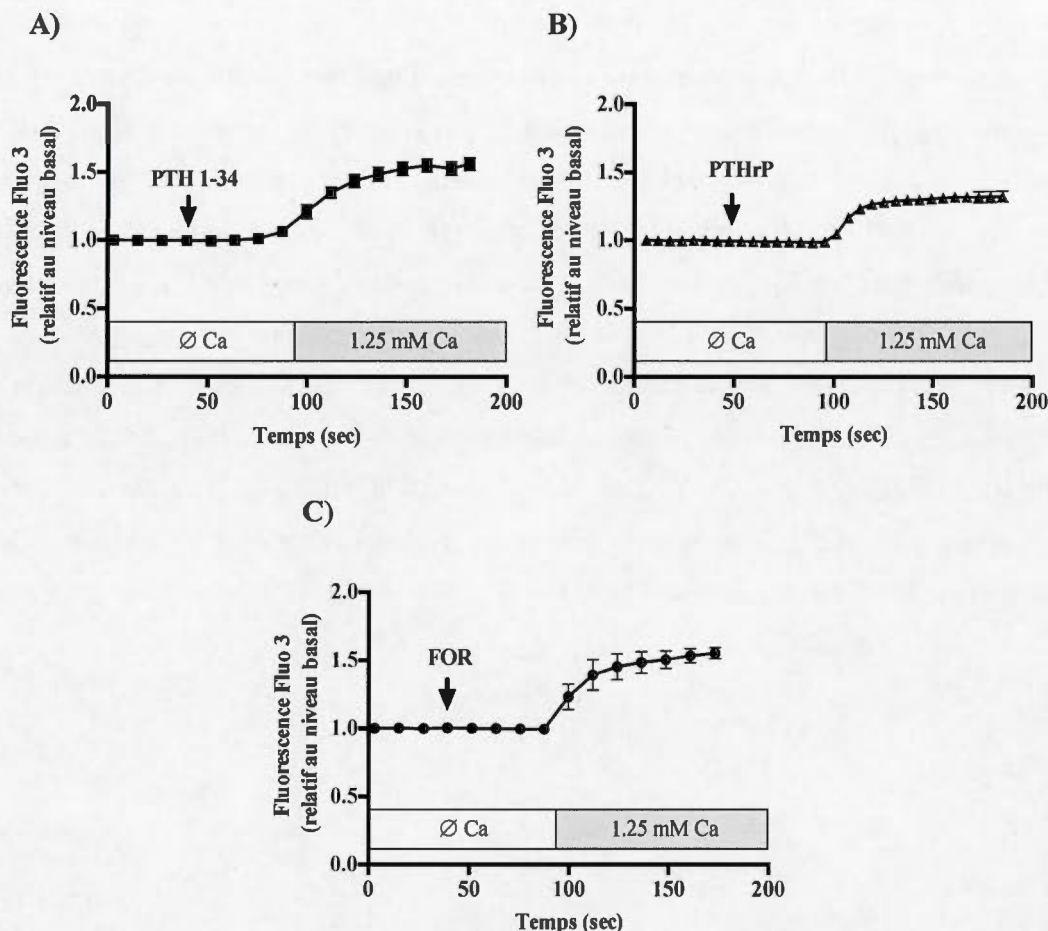 A)
Fluorescence Fluo 3
(relatif au niveau basal)
2.0
1.5
1.0
0.5
0.0
PTH 1-34
Ø Ca
1.25 mM Ca
0
50
100
150
200
Temps (sec)
B)
Fluorescence Fluo 3
(relatif au niveau basal)
2.0
1.5
1.0
0.5
0.0
PTHrP
Ø Ca
1.25 mM Ca
0
50
100
150
200
Temps (sec)
C)
Fluorescence Fluo 3
(relatif au niveau basal)
2.0
1.5
1.0
0.5
0.0
FOR
Ø Ca
1.25 mM Ca
0
50
100
150
200
Temps (sec)